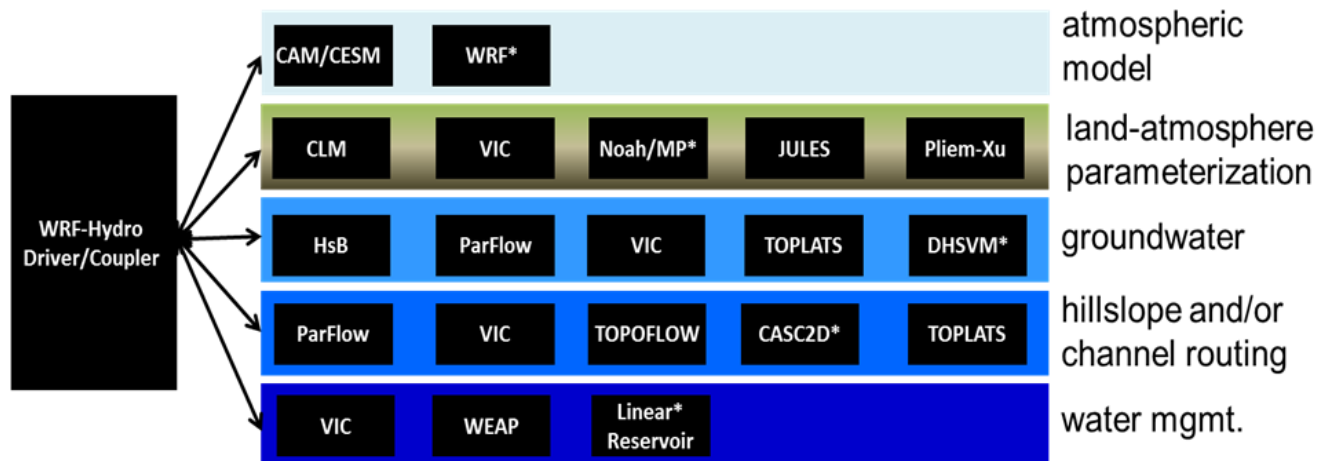 WRF-Hydro
Driver/Coupler
CAM/CESM
WRF*
atmospheric
model
CLM
VIC
Noah/MP*
JULES
Pliem-Xu
land-atmosphere
parameterization
HsB
ParFlow
VIC
TOPLATS
DHSVM*
groundwater
ParFlow
VIC
TOPOFLOW
CASC2D*
TOPLATS
hillslope and/or
channel routing
VIC
WEAP
Linear*
Reservoir
water mgmt.